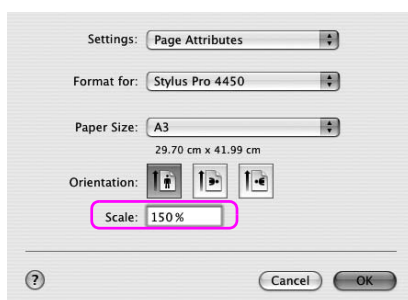 Settings: Page Attributes
Format for: Stylus Pro 4450
Paper Size: A3
29.70 cm x 41.99 cm
Orientation:
Scale: 150 %
? Cancel OK